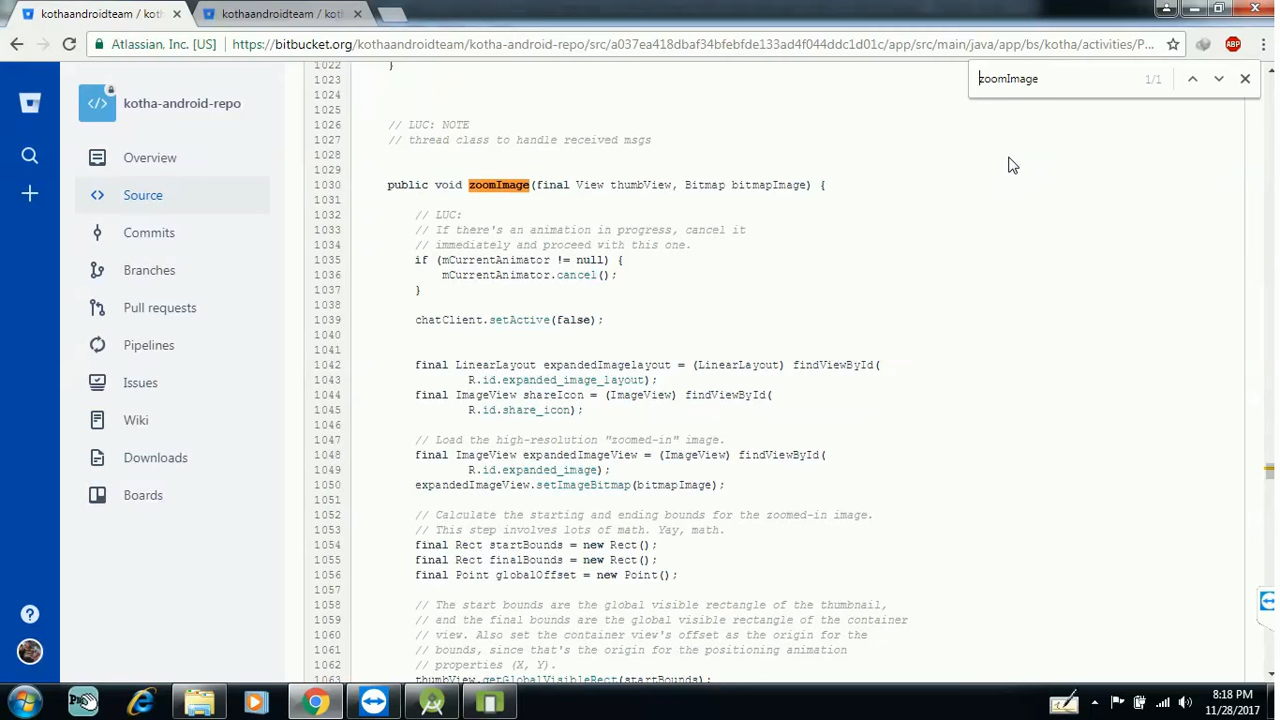 kothaandroidteam / koth
kothaandroidteam / kotl
Atlassian, Inc. [US]
https://bitbucket.org/kothaandroidteam/kotha-android-repo/src/a037ea418dbaf34bfebfde133ad4f044ddc1d01c/app/src/main/java/app/bs/kotha/activities/P...
ABP
zoomImage
1/1
kotha-android-repo
Overview
Source
Commits
Branches
Pull requests
Pipelines
Issues
Wiki
Downloads
Boards
1022 }
1023
1024
1025
1026 // LUC: NOTE
1027 // thread class to handle received msgs
1028
1029
1030 public void zoomImage(final View thumbView, Bitmap bitmapImage) {
1031
1032 // LUC:
1033 // If there's an animation in progress, cancel it
1034 // immediately and proceed with this one.
1035 if (mCurrentAnimator != null) {
1036 mCurrentAnimator.cancel();
1037 }
1038
1039 chatClient.setActive(false);
1040
1041
1042 final LinearLayout expandedImagelayout = (LinearLayout) findViewById(
1043 R.id.expanded_image_layout);
1044 final ImageView shareIcon = (ImageView) findViewById(
1045 R.id.share_icon);
1046
1047 // Load the high-resolution "zoomed-in" image.
1048 final ImageView expandedImageView = (ImageView) findViewById(
1049 R.id.expanded_image);
1050 expandedImageView.setImageBitmap(bitmapImage);
1051
1052 // Calculate the starting and ending bounds for the zoomed-in image.
1053 // This step involves lots of math. Yay, math.
1054 final Rect startBounds = new Rect();
1055 final Rect finalBounds = new Rect();
1056 final Point globalOffset = new Point();
1057
1058 // The start bounds are the global visible rectangle of the thumbnail,
1059 // and the final bounds are the global visible rectangle of the container
1060 // view. Also set the container view's offset as the origin for the
1061 // bounds, since that's the origin for the positioning animation
1062 // properties (X, Y).
1063 thumbView.getGlobalVisibleRect(startBounds);
8:18 PM
11/28/2017